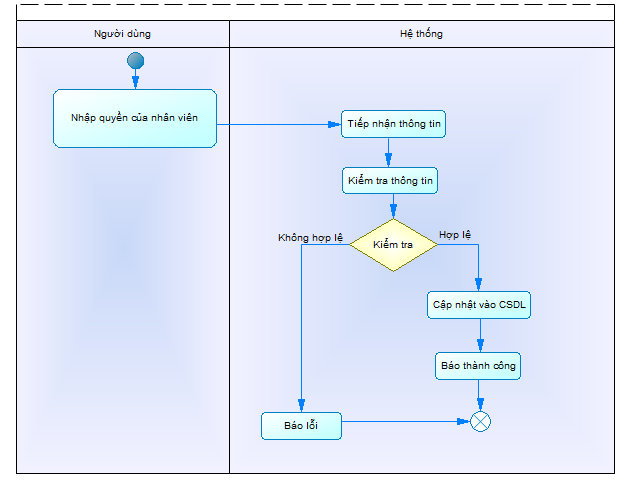 Người dùng
Hệ thống
Nhập quyền của nhân viên
Tiếp nhận thông tin
Kiểm tra thông tin
Kiểm tra
Không hợp lệ
Hợp lệ
Cập nhật vào CSDL
Báo thành công
Báo lỗi